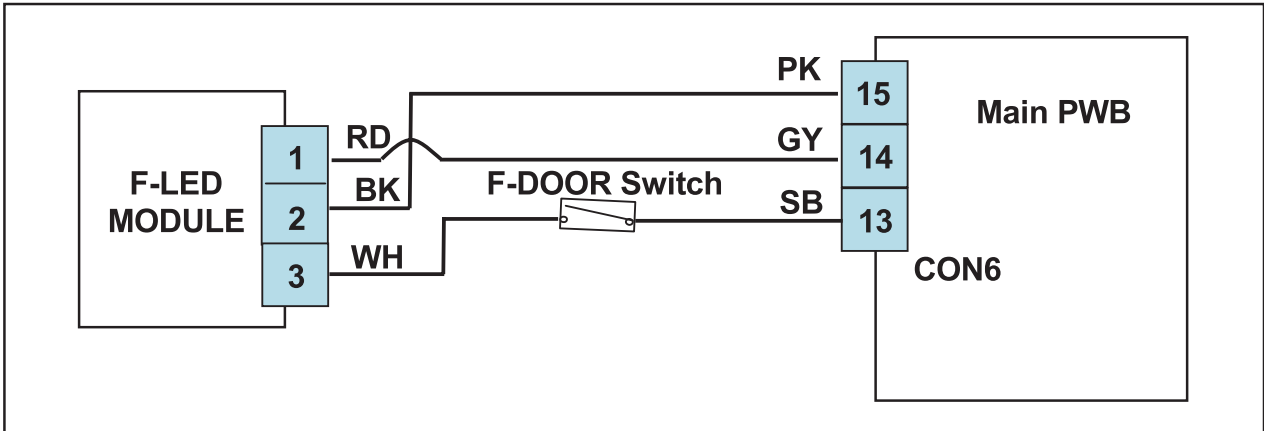 F-LED
MODULE
1
2
3
RD
BK
WH
F-DOOR Switch
PK
GY
SB
15
14
13
CON6
Main PWB